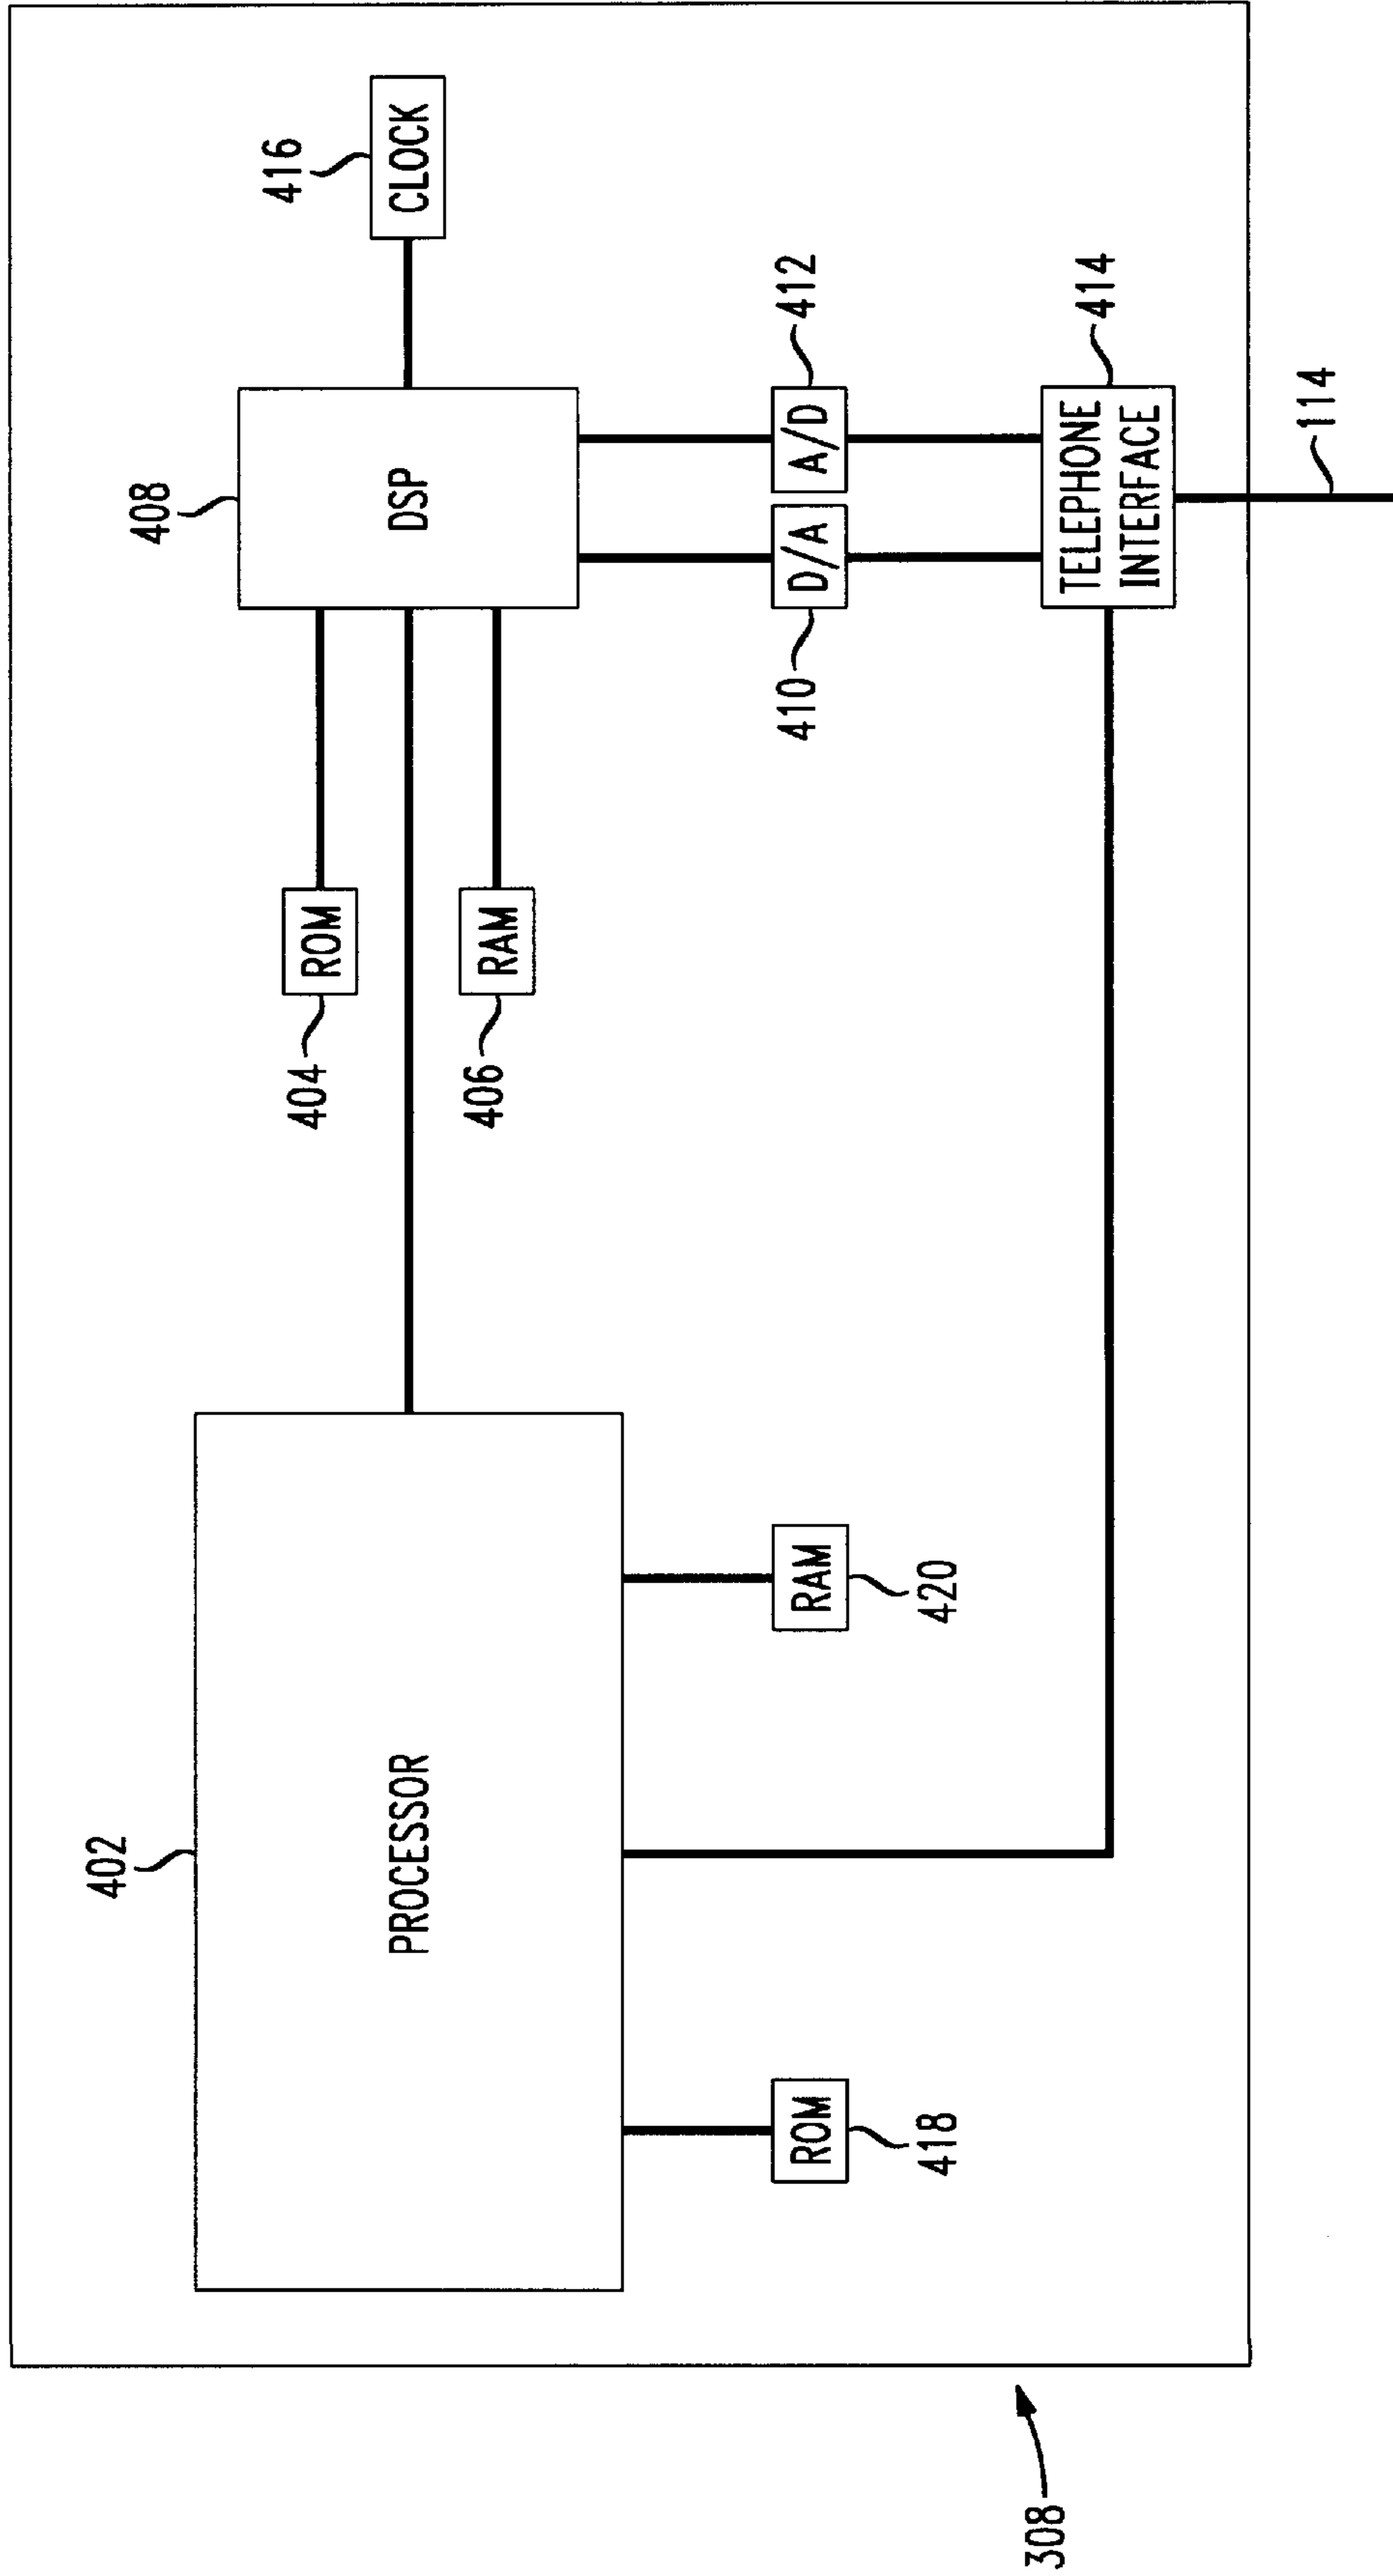 402
PROCESSOR
ROM
418
RAM
420
404
ROM
406
RAM
408
DSP
416
CLOCK
410
D/A
A/D
412
TELEPHONE
INTERFACE
414
114
308